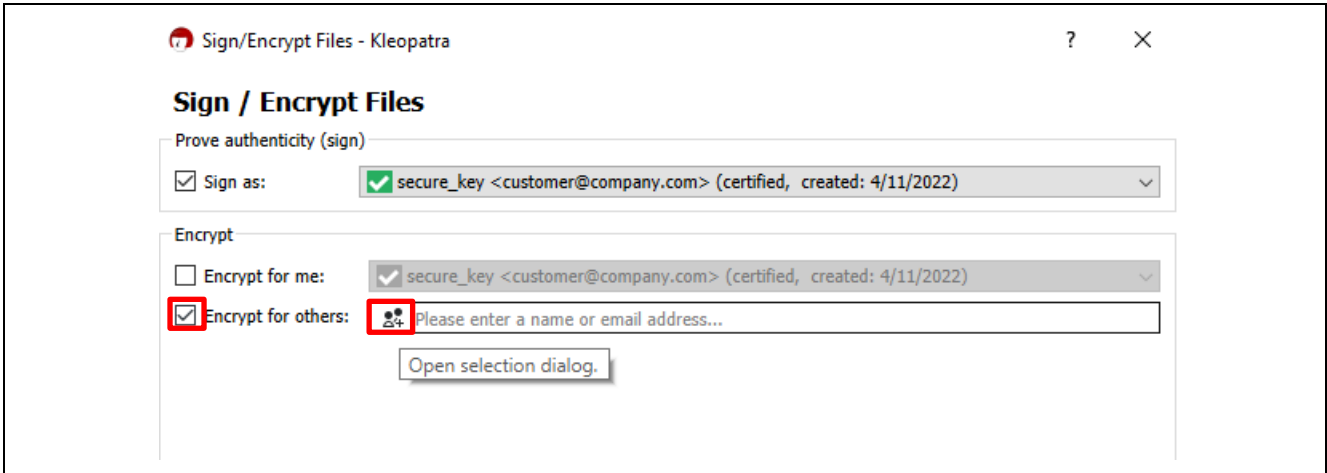 Sign/Encrypt Files - Kleopatra ? ×
Sign / Encrypt Files
Prove authenticity (sign)
Sign as: secure_key <customer@company.com> (certified, created: 4/11/2022)
Encrypt
Encrypt for me: secure_key <customer@company.com> (certified, created: 4/11/2022)
Encrypt for others: Please enter a name or email address...
Open selection dialog.